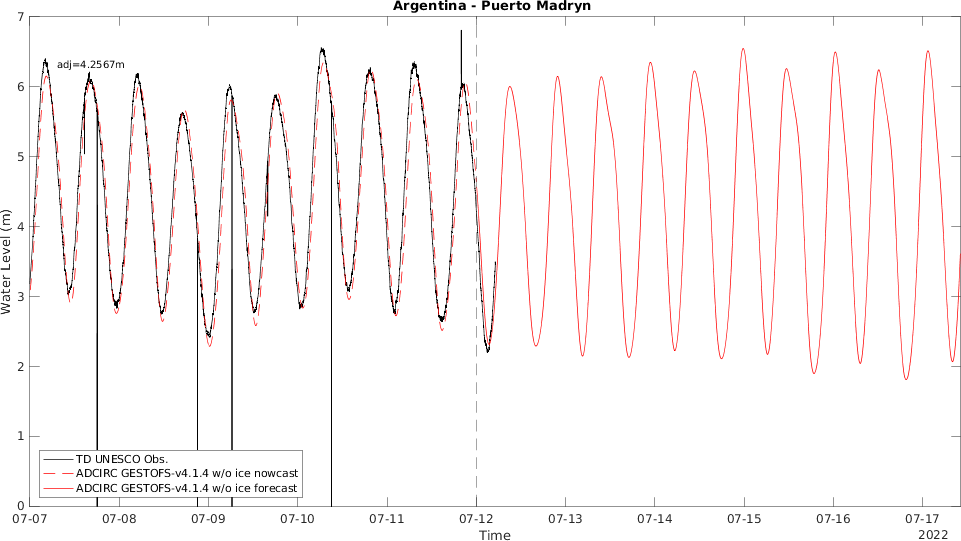 Argentina - Puerto Madryn
7
adj=4.2567m
6
5
4
3
2
1
0
Water Level (m)
TD UNESCO Obs.
ADCIRC GESTOFS-v4.1.4 w/o ice nowcast
ADCIRC GESTOFS-v4.1.4 w/o ice forecast
07-07 07-08 07-09 07-10 07-11 07-12 07-13 07-14 07-15 07-16 07-17
Time
2022